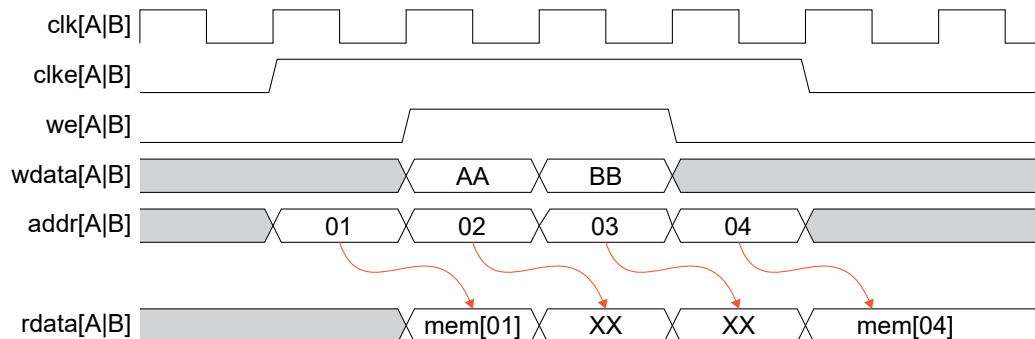 clk[A|B]
clke[A|B]
we[A|B]
wdata[A|B] AA BB
addr[A|B] 01 02 03 04
rdata[A|B] mem[01] XX XX mem[04]